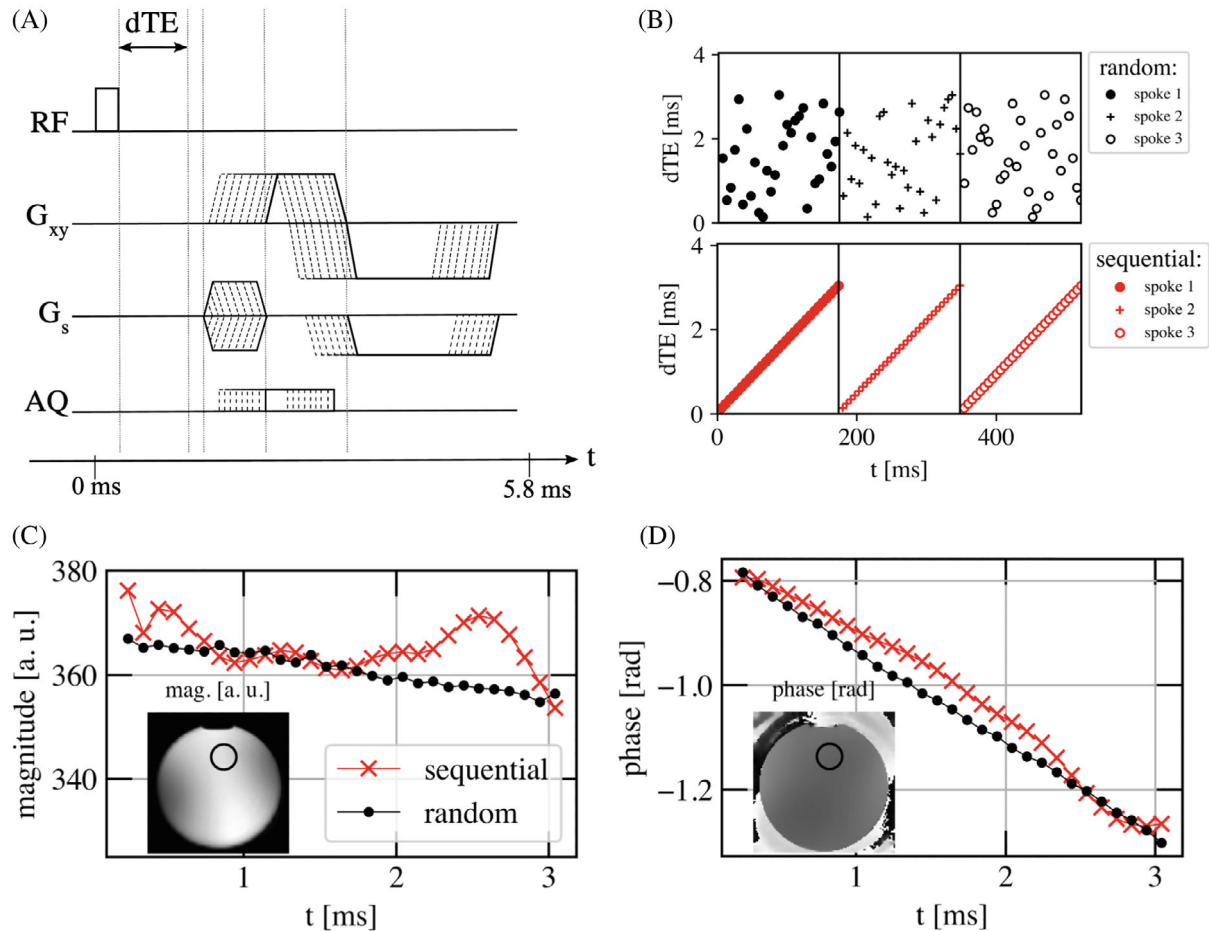 (A)
dTE
RF
G_xy
G_s
AQ
t
0 ms
5.8 ms
(B)
4
dTE [ms]
2
0
random:
spoke 1
spoke 2
spoke 3
4
dTE [ms]
2
0
0
200
400
t [ms]
sequential:
spoke 1
spoke 2
spoke 3
(C)
380
360
340
magnitude [a. u.]
mag. [a. u.]
sequential
random
1
2
3
t [ms]
(D)
−0.8
−1.0
−1.2
phase [rad]
phase [rad]
1
2
3
t [ms]